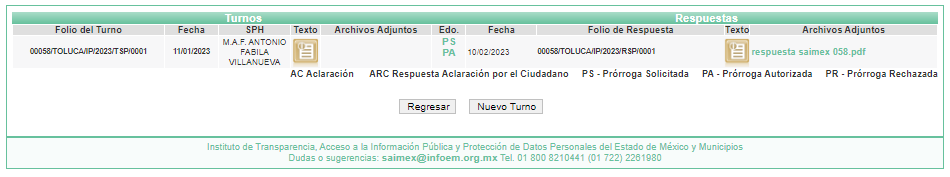 Turnos Respuestas
Folio del Turno Fecha SPH Texto Archivos Adjuntos Edo. Fecha Folio de Respuesta Texto Archivos Adjuntos
00058/TOLUCA/IP/2023/TSP/0001 11/01/2023 M.A.F. ANTONIO FABILA VILLANUEVA PS PA 10/02/2023 00058/TOLUCA/IP/2023/RSP/0001 respuesta saimex 058.pdf
AC Aclaración ARC Respuesta Aclaración por el Ciudadano PS - Prórroga Solicitada PA - Prórroga Autorizada PR - Prórroga Rechazada
Regresar Nuevo Turno
Instituto de Transparencia, Acceso a la Información Pública y Protección de Datos Personales del Estado de México y Municipios
Dudas o sugerencias: saimex@infoem.org.mx Tel. 01 800 8210441 (01 722) 2261980